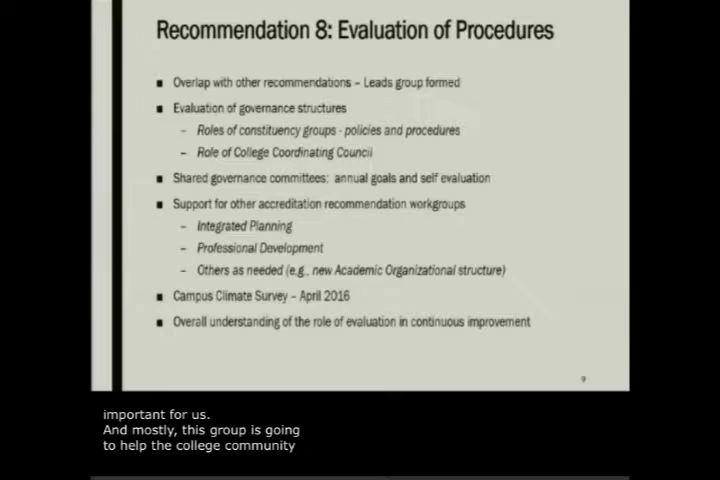 Recommendation 8: Evaluation of Procedures
■ Overlap with other recommendations – Leads group formed
■ Evaluation of governance structures
– Roles of constituency groups - policies and procedures
– Role of College Coordinating Council
■ Shared governance committees: annual goals and self evaluation
■ Support for other accreditation recommendation workgroups
– Integrated Planning
– Professional Development
– Others as needed (e.g., new Academic Organizational structure)
■ Campus Climate Survey – April 2016
■ Overall understanding of the role of evaluation in continuous improvement
9
important for us.
And mostly, this group is going
to help the college community